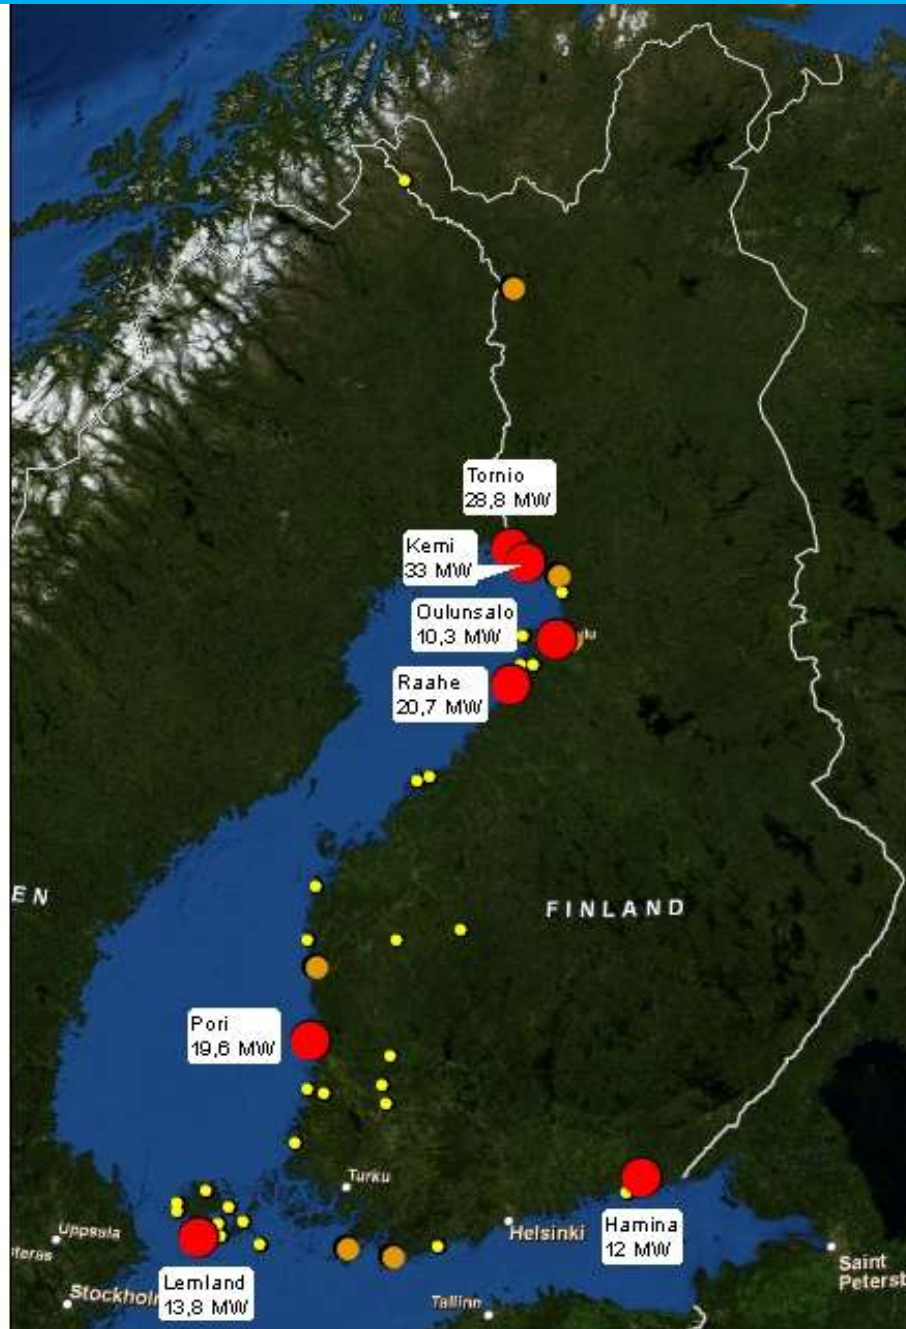 Tornio
28,8 MW
Kemi
33 MW
Oulunsalo
10,3 MW
Raahe
20,7 MW
FINLAND
EN
Pori
19,6 MW
Turku
Uppsala
Helsinki
Hamina
12 MW
Saint
Petersb
Lemland
13,8 MW
Stockholm
Tallinn